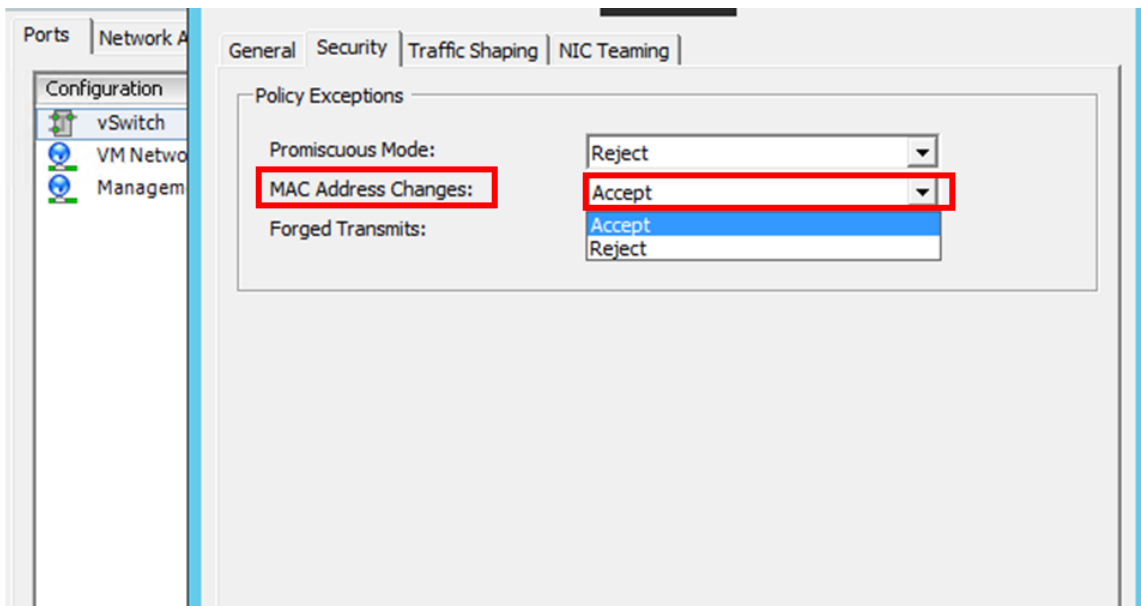 Ports
Network A
Configuration
vSwitch
VM Netwo
Managem
General Security Traffic Shaping NIC Teaming
Policy Exceptions
Promiscuous Mode: Reject
MAC Address Changes: Accept
Forged Transmits: Accept
Reject